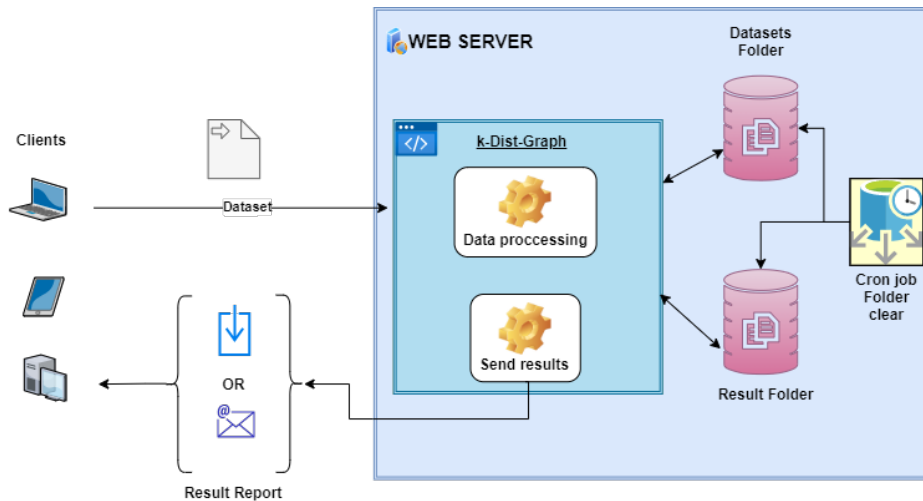 WEB SERVER
Datasets
Folder
Clients
</>
k-Dist-Graph
Dataset
Data proccessing
Cron job
Folder
clear
Send results
OR
@
Result Folder
Result Report